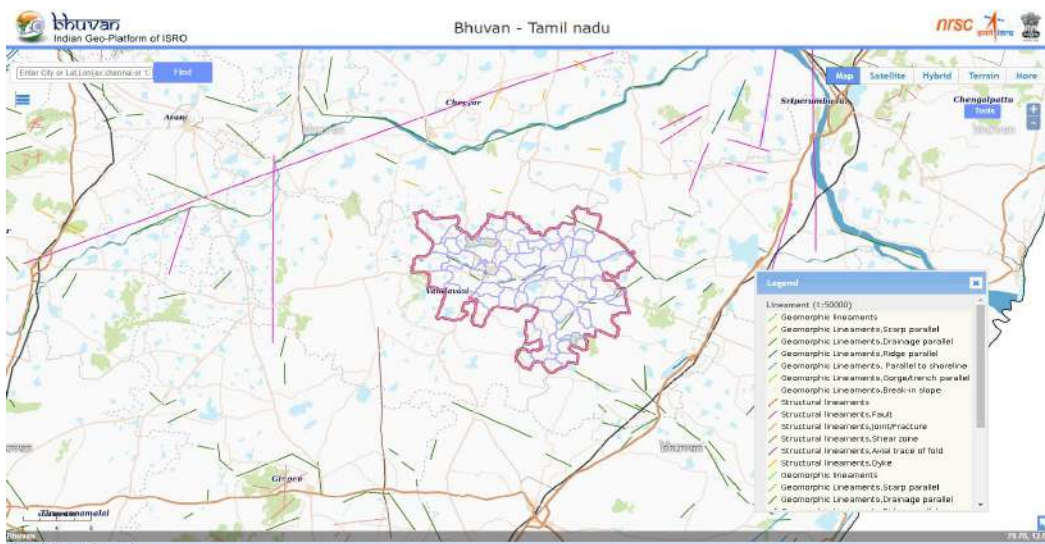 bhuvan
Indian Geo-Platform of ISRO
Bhuvan - Tamil nadu
nrsc
Find
Map Satellite Hybrid Terrain More
Tools
Arani
Cheyyar
Sriperumbudur
Chengalpattu
bhuvan
bhuvan
Vandavasi
bhuvan
Gingee
Legend
Lineament (1:50000)
Geomorphic lineaments
Geomorphic Lineaments,Scarp parallel
Geomorphic Lineaments,Drainage parallel
Geomorphic Lineaments,Ridge parallel
Geomorphic Lineaments, Parallel to shoreline
Geomorphic Lineaments,Gorge/trench parallel
Geomorphic Lineaments,Break-in slope
Structural lineaments
Structural lineaments,Fault
Structural lineaments,Joint/Fracture
Structural lineaments,Shear zone
Structural lineaments,Axial trace of fold
Structural lineaments,Dyke
Geomorphic lineaments
Geomorphic Lineaments,Scarp parallel
Geomorphic Lineaments,Drainage parallel
Bhuvan